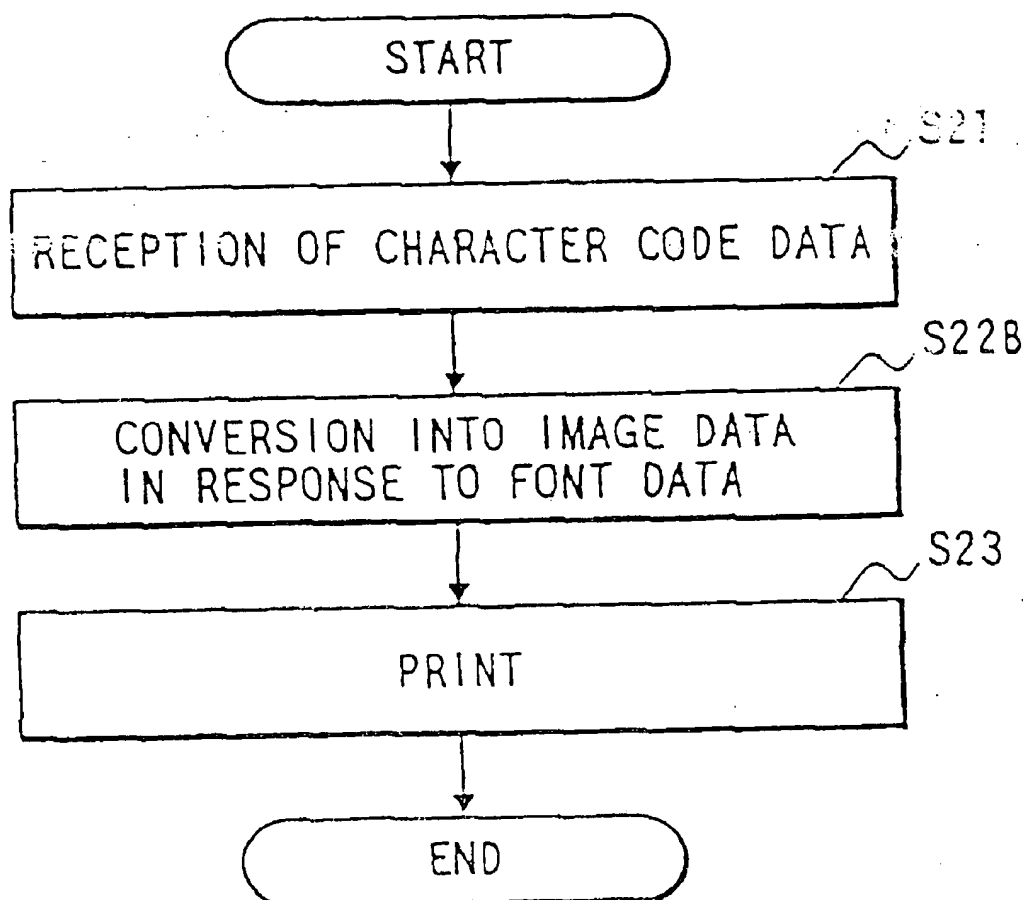 START
S21
RECEPTION OF CHARACTER CODE DATA
S22B
CONVERSION INTO IMAGE DATA
IN RESPONSE TO FONT DATA
S23
PRINT
END